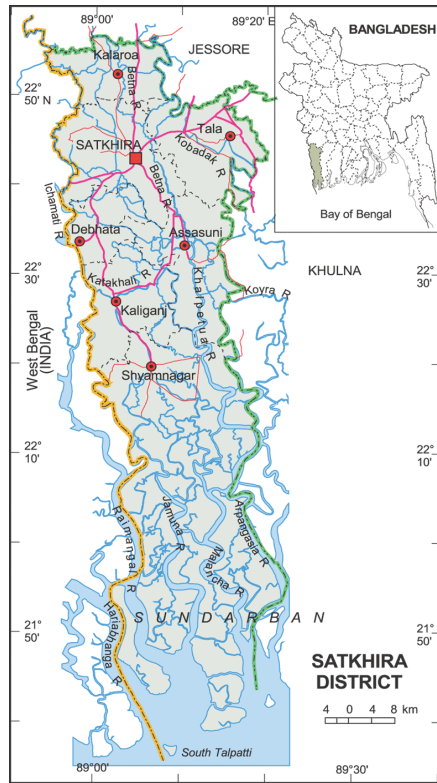 89°00'
89°20' E
JESSORE
BANGLADESH
Kalaroa
22°
50' N
Betna R
Tala
SATKHIRA
Kobadak R
Betna R
Bay of Bengal
Ichamati R
Debhata
Assasuni
22°
30'
22°
30'
KHULNA
Katakhali R
Kholpetua R
Koyra R
Kaliganj
West Bengal
(INDIA)
Shyamnagar
22°
10'
22°
10'
Raimangal R
Jamuna R
Malancha R
Arpangasia R
Hariabhanga R
SUNDARBAN
21°
50'
21°
50'
SATKHIRA
DISTRICT
4 0 4 8 km
South Talpatti
89°00'
89°30'